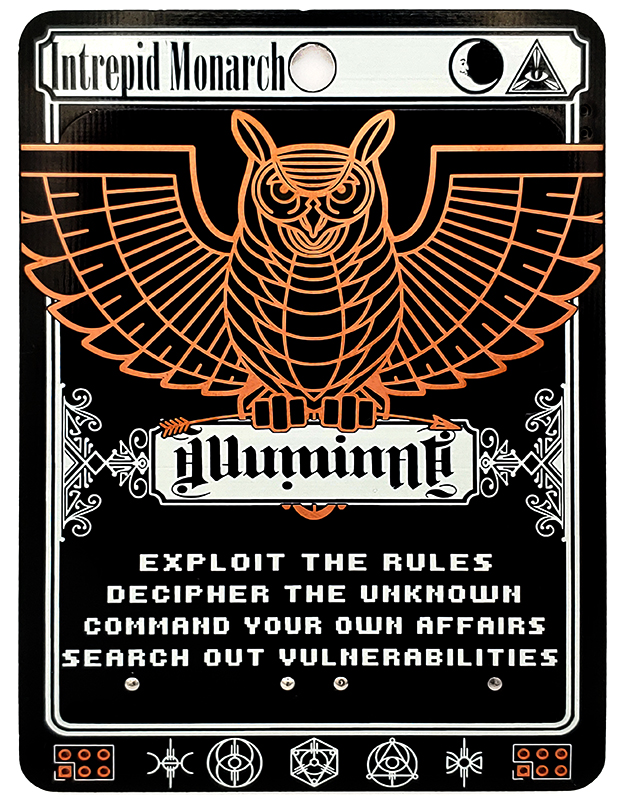 Intrepid Monarch
Illuminati
EXPLOIT THE RULES
DECIPHER THE UNKNOWN
COMMAND YOUR OWN AFFAIRS
SEARCH OUT VULNERABILITIES